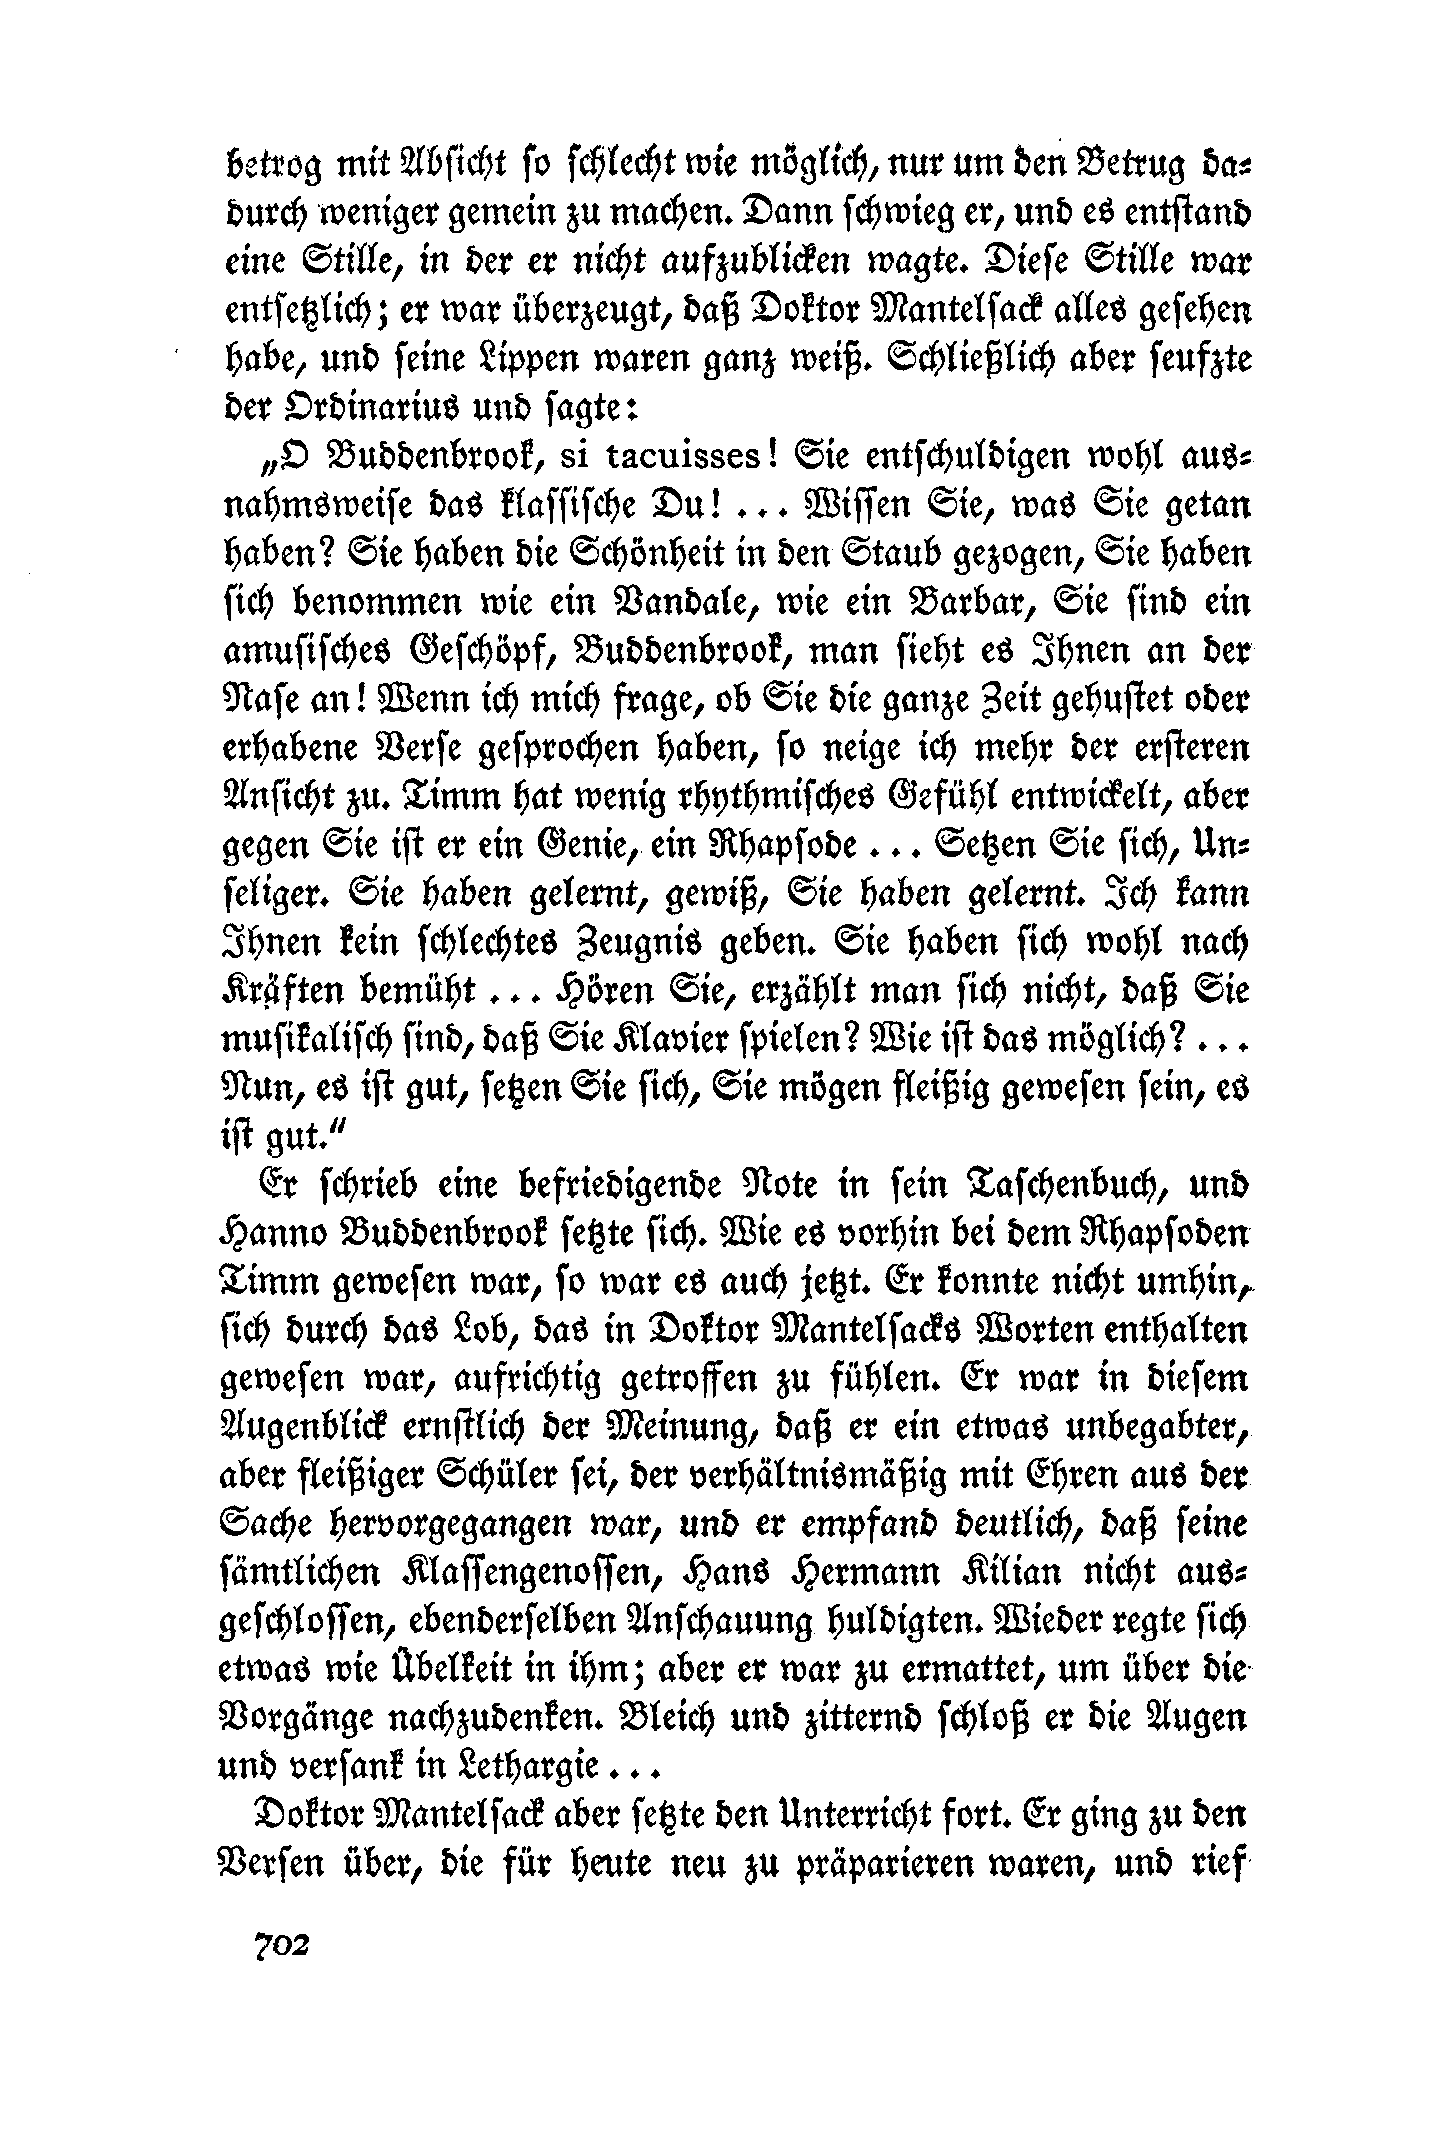 betrog mit Absicht so schlecht wie möglich, nur um den Betrug da-
durch weniger gemein zu machen. Dann schwieg er, und es entstand
eine Stille, in der er nicht aufzublicken wagte. Diese Stille war
entsetzlich; er war überzeugt, daß Doktor Mantelsack alles gesehen
habe, und seine Lippen waren ganz weiß. Schließlich aber seufzte
der Ordinarius und sagte:
„O Buddenbrook, si tacuisses! Sie entschuldigen wohl aus-
nahmsweise das klassische Du! ... Wissen Sie, was Sie getan
haben? Sie haben die Schönheit in den Staub gezogen, Sie haben
sich benommen wie ein Vandale, wie ein Barbar, Sie sind ein
amusisches Geschöpf, Buddenbrook, man sieht es Ihnen an der
Nase an! Wenn ich mich frage, ob Sie die ganze Zeit gehustet oder
erhabene Verse gesprochen haben, so neige ich mehr der ersteren
Ansicht zu. Timm hat wenig rhythmisches Gefühl entwickelt, aber
gegen Sie ist er ein Genie, ein Rhapsode ... Setzen Sie sich, Un-
seliger. Sie haben gelernt, gewiß, Sie haben gelernt. Ich kann
Ihnen kein schlechtes Zeugnis geben. Sie haben sich wohl nach
Kräften bemüht ... Hören Sie, erzählt man sich nicht, daß Sie
musikalisch sind, daß Sie Klavier spielen? Wie ist das möglich? ...
Nun, es ist gut, setzen Sie sich, Sie mögen fleißig gewesen sein, es
ist gut.“
Er schrieb eine befriedigende Note in sein Taschenbuch, und
Hanno Buddenbrook setzte sich. Wie es vorhin bei dem Rhapsoden
Timm gewesen war, so war es auch jetzt. Er konnte nicht umhin,
sich durch das Lob, das in Doktor Mantelsacks Worten enthalten
gewesen war, aufrichtig getroffen zu fühlen. Er war in diesem
Augenblick ernstlich der Meinung, daß er ein etwas unbegabter,
aber fleißiger Schüler sei, der verhältnismäßig mit Ehren aus der
Sache hervorgegangen war, und er empfand deutlich, daß seine
sämtlichen Klassengenossen, Hans Hermann Kilian nicht aus-
geschlossen, ebenderselben Anschauung huldigten. Wieder regte sich
etwas wie Übelkeit in ihm; aber er war zu ermattet, um über die
Vorgänge nachzudenken. Bleich und zitternd schloß er die Augen
und versank in Lethargie ...
Doktor Mantelsack aber setzte den Unterricht fort. Er ging zu den
Versen über, die für heute neu zu präparieren waren, und rief
702